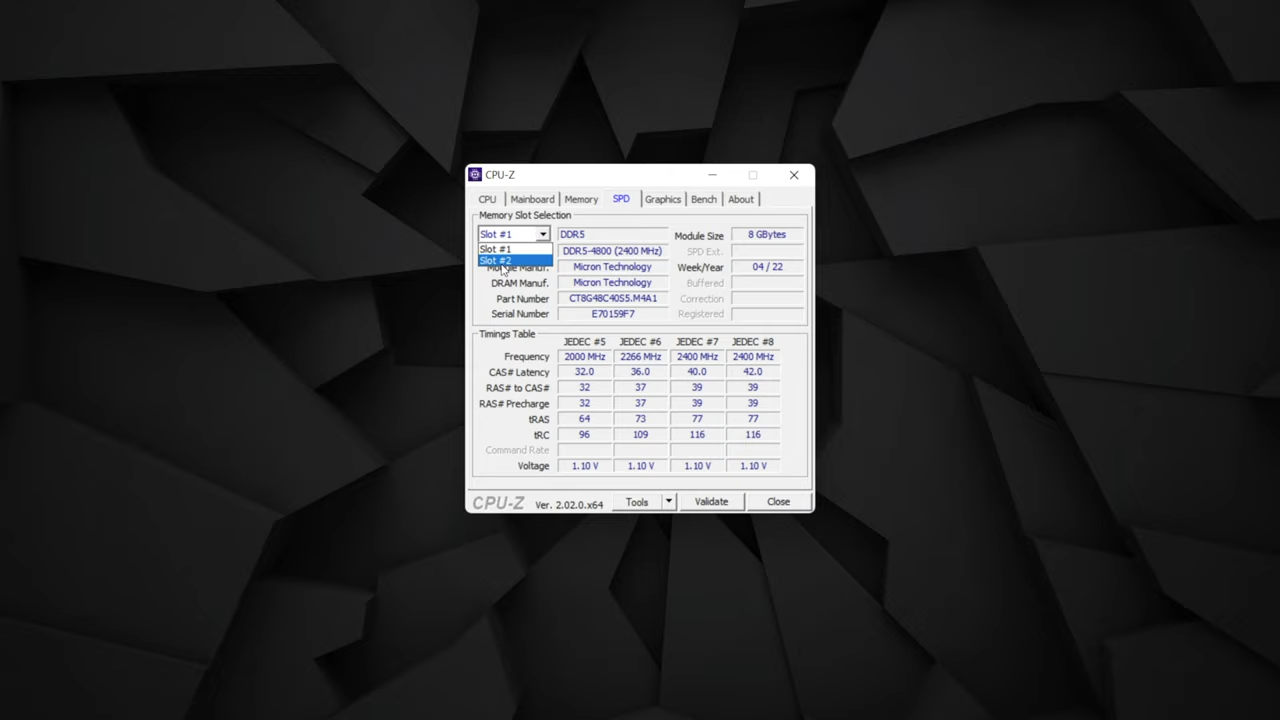 CPU-Z
CPU Mainboard Memory SPD Graphics Bench About
Memory Slot Selection
Slot #1 DDR5 Module Size 8 GBytes
Slot #1 DDR5-4800 (2400 MHz) SPD Ext.
Slot #2 Module Manuf. Micron Technology Week/Year 04 / 22
DRAM Manuf. Micron Technology Buffered
Part Number CT8G48C40S5.M4A1 Correction
Serial Number E70159F7 Registered
Timings Table
JEDEC #5 JEDEC #6 JEDEC #7 JEDEC #8
Frequency 2000 MHz 2266 MHz 2400 MHz 2400 MHz
CAS# Latency 32.0 36.0 40.0 42.0
RAS# to CAS# 32 37 39 39
RAS# Precharge 32 37 39 39
tRAS 64 73 77 77
tRC 96 109 116 116
Command Rate
Voltage 1.10 V 1.10 V 1.10 V 1.10 V
CPU-Z Ver. 2.02.0.x64 Tools Validate Close